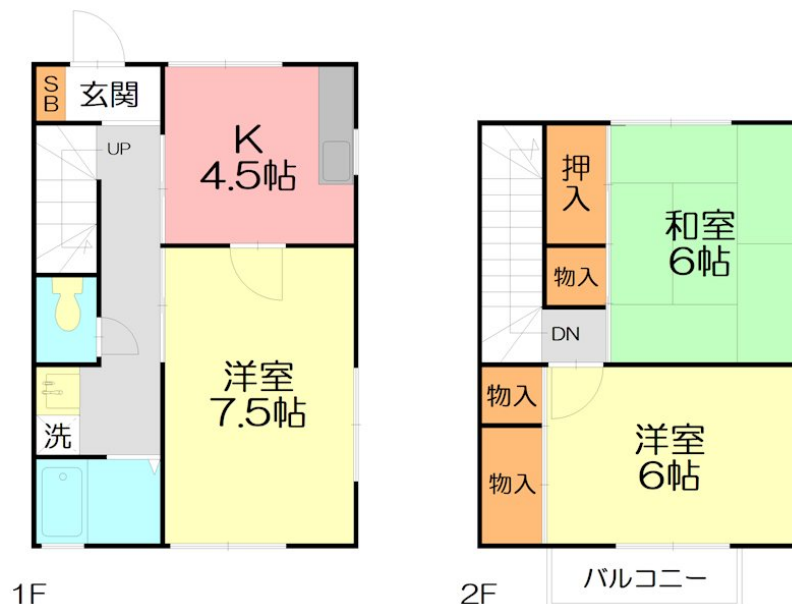 SB
玄関
UP
K
4.5帖
洋室
7.5帖
洗
1F
押入
和室
6帖
物入
DN
物入
物入
洋室
6帖
バルコニー
2F